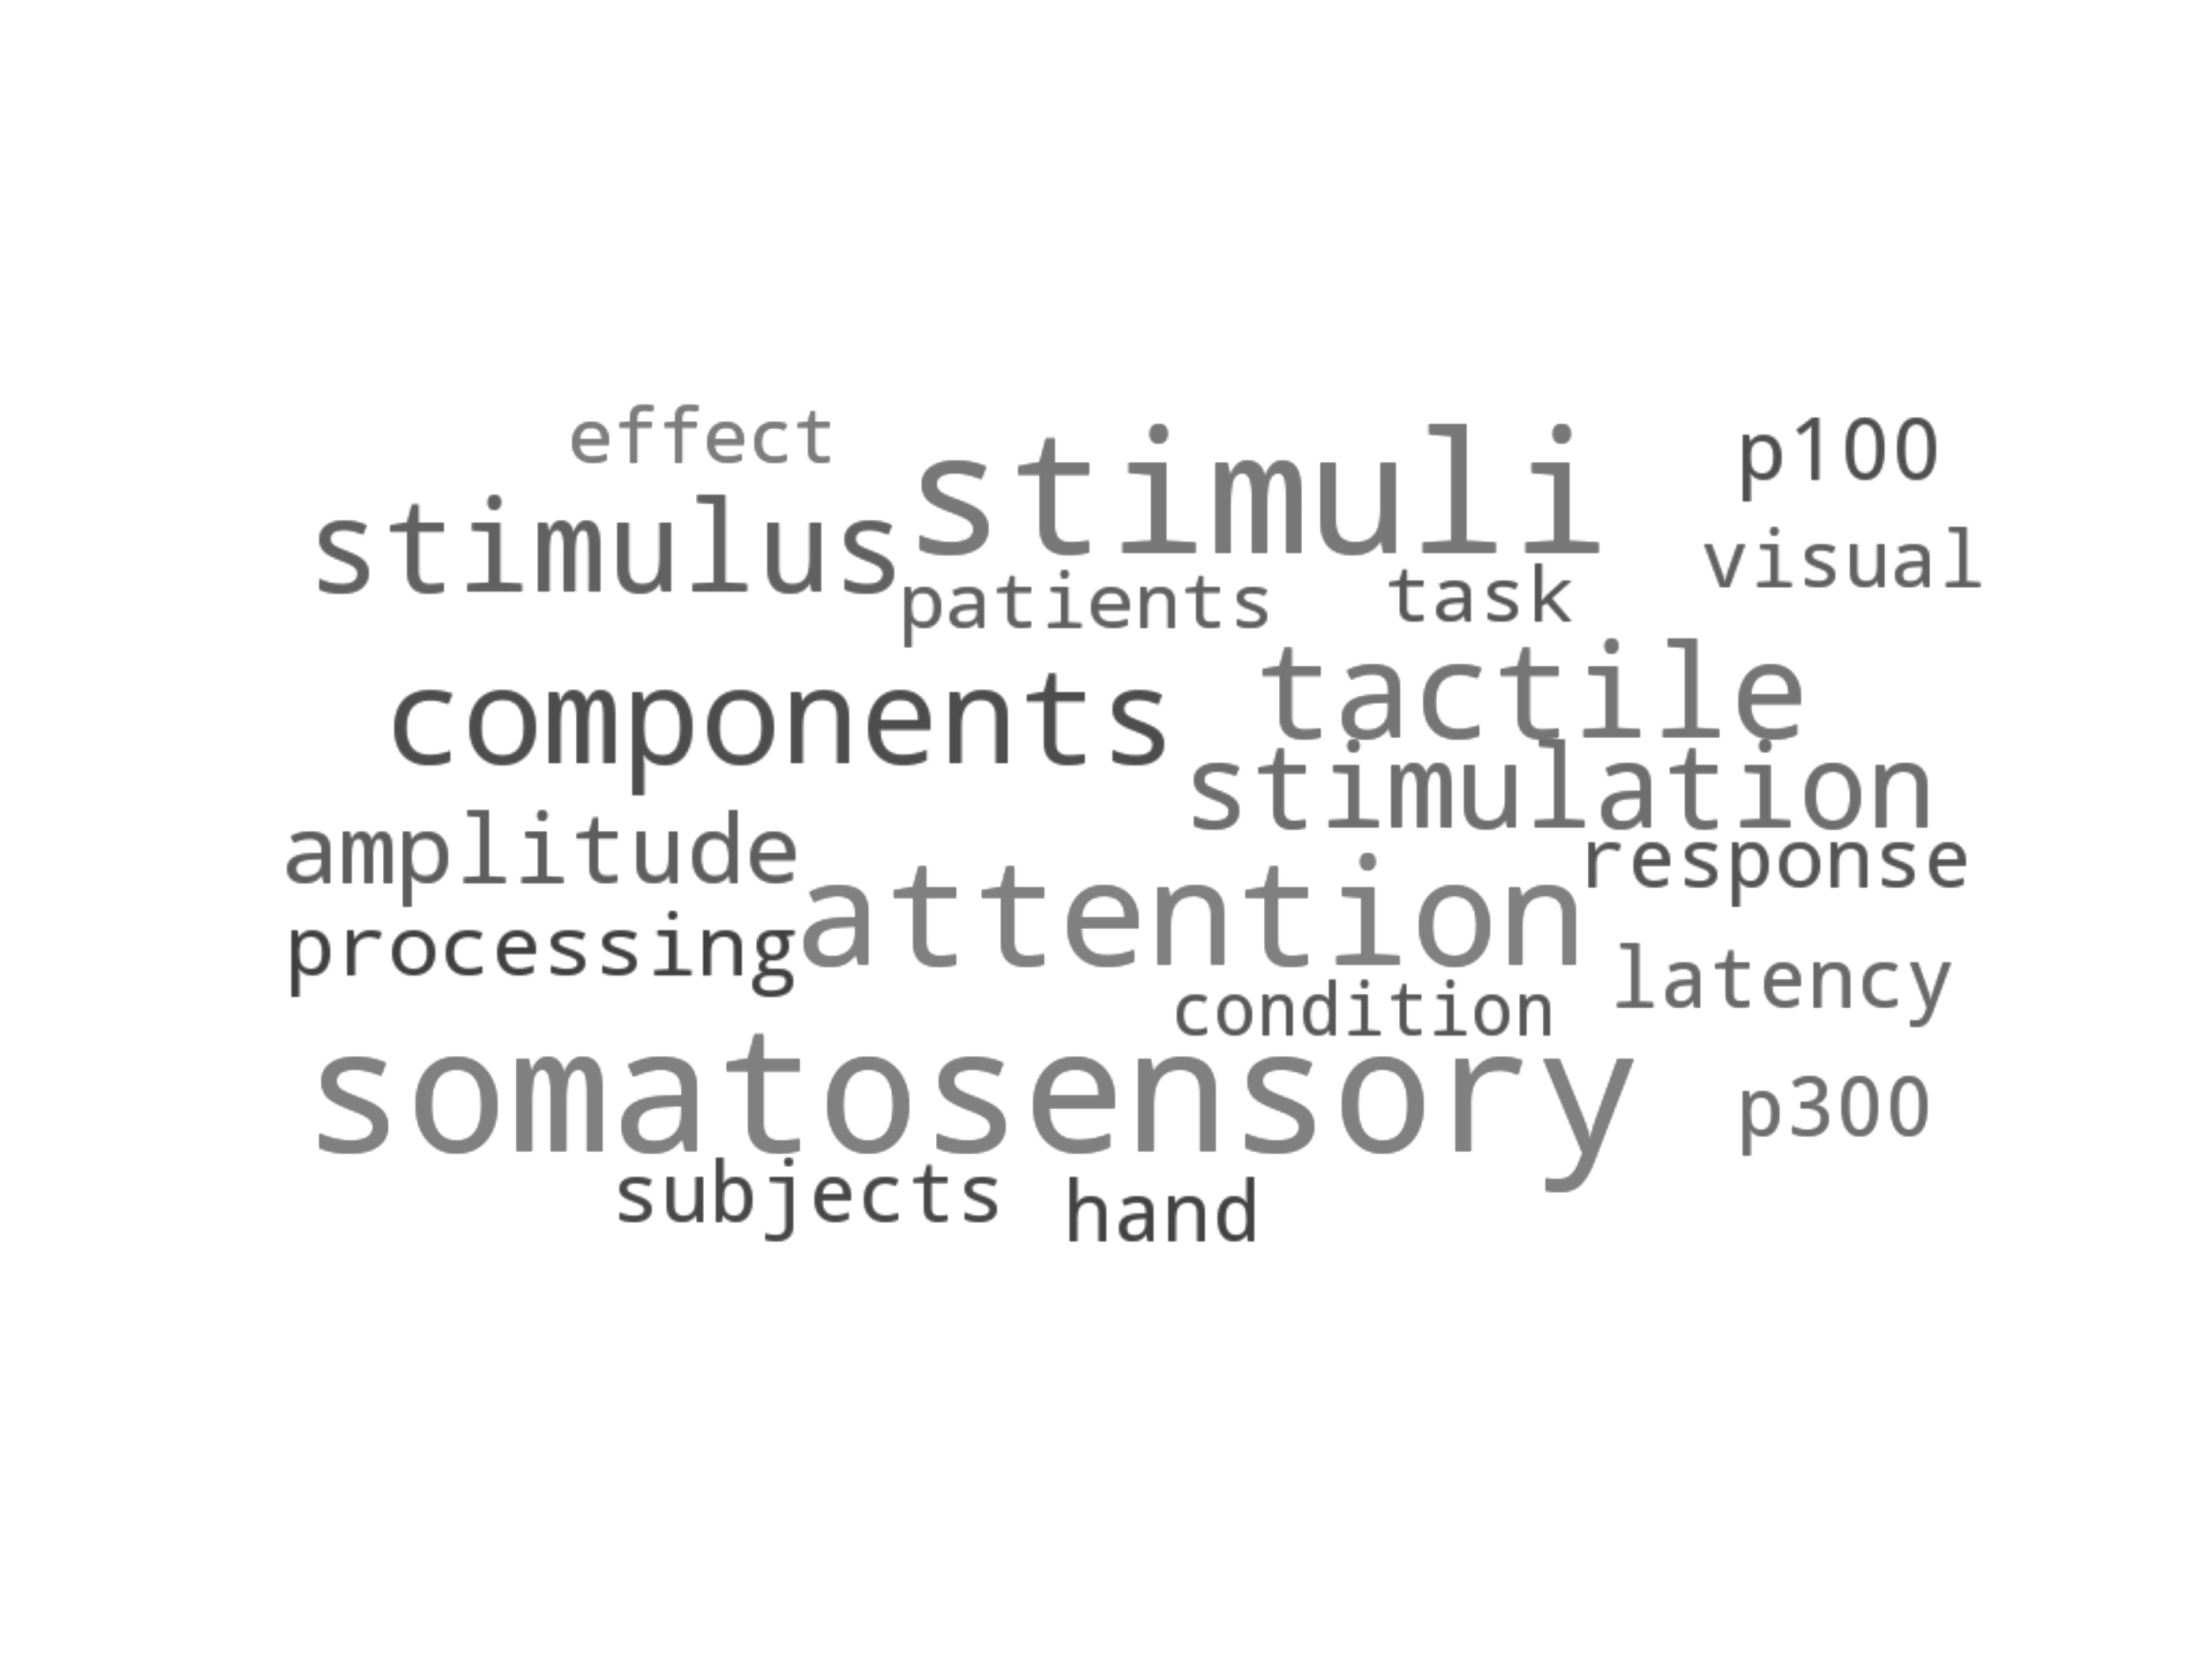 effect
stimuli
p100
stimulus
visual
patients
task
tactile
components
stimulation
amplitude
response
attention
processing
latency
condition
somatosensory
p300
subjects
hand